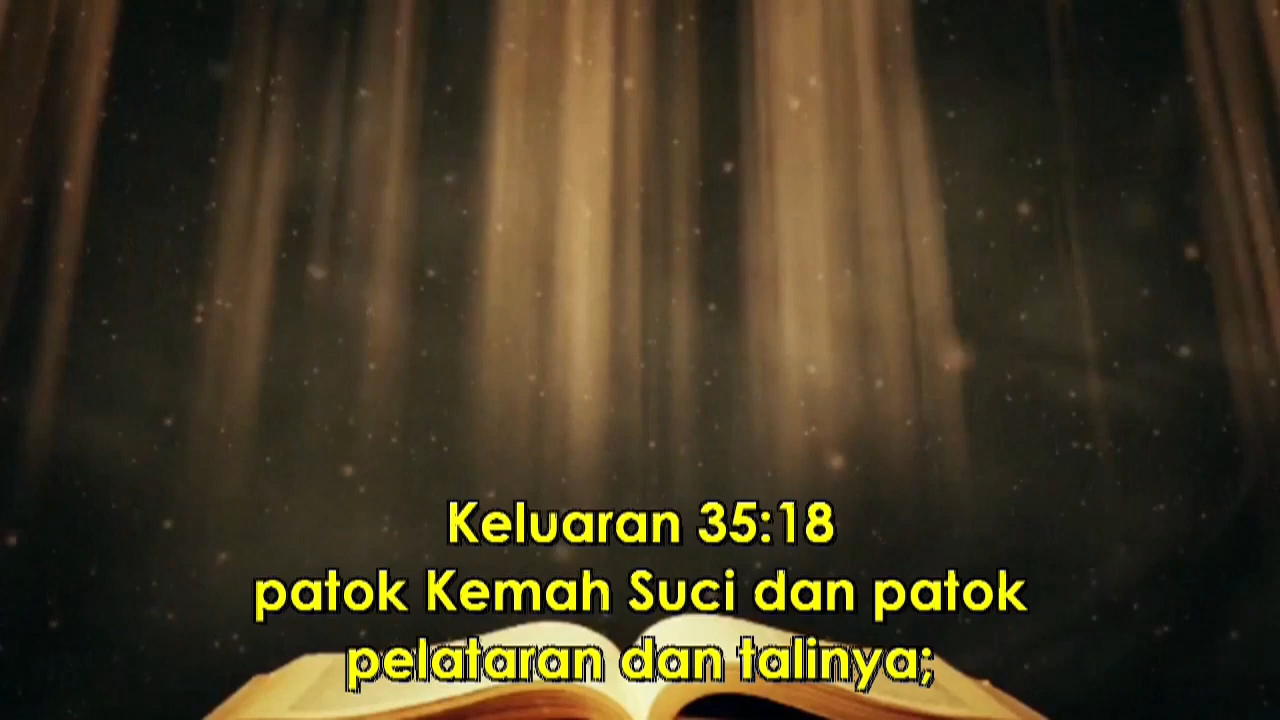 Keluaran 35:18
patok Kemah Suci dan patok
pelataran dan talinya;